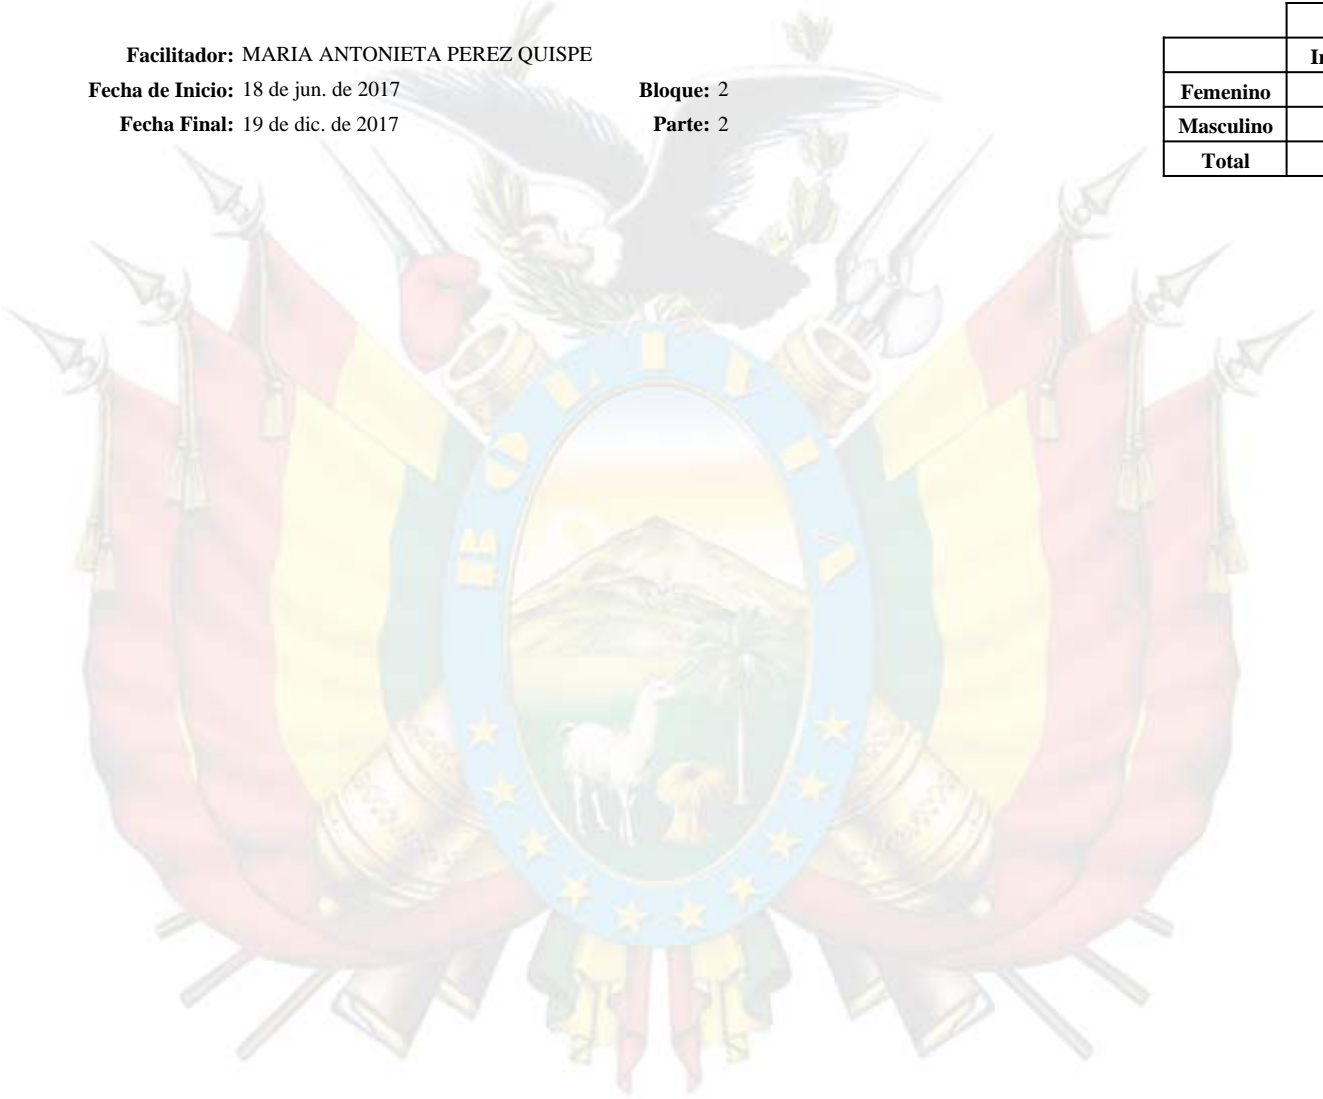 Facilitador: MARIA ANTONIETA PEREZ QUISPE
Fecha de Inicio: 18 de jun. de 2017 Bloque: 2
Fecha Final: 19 de dic. de 2017 Parte: 2
Femenino
Masculino
Total
BOLIVIA